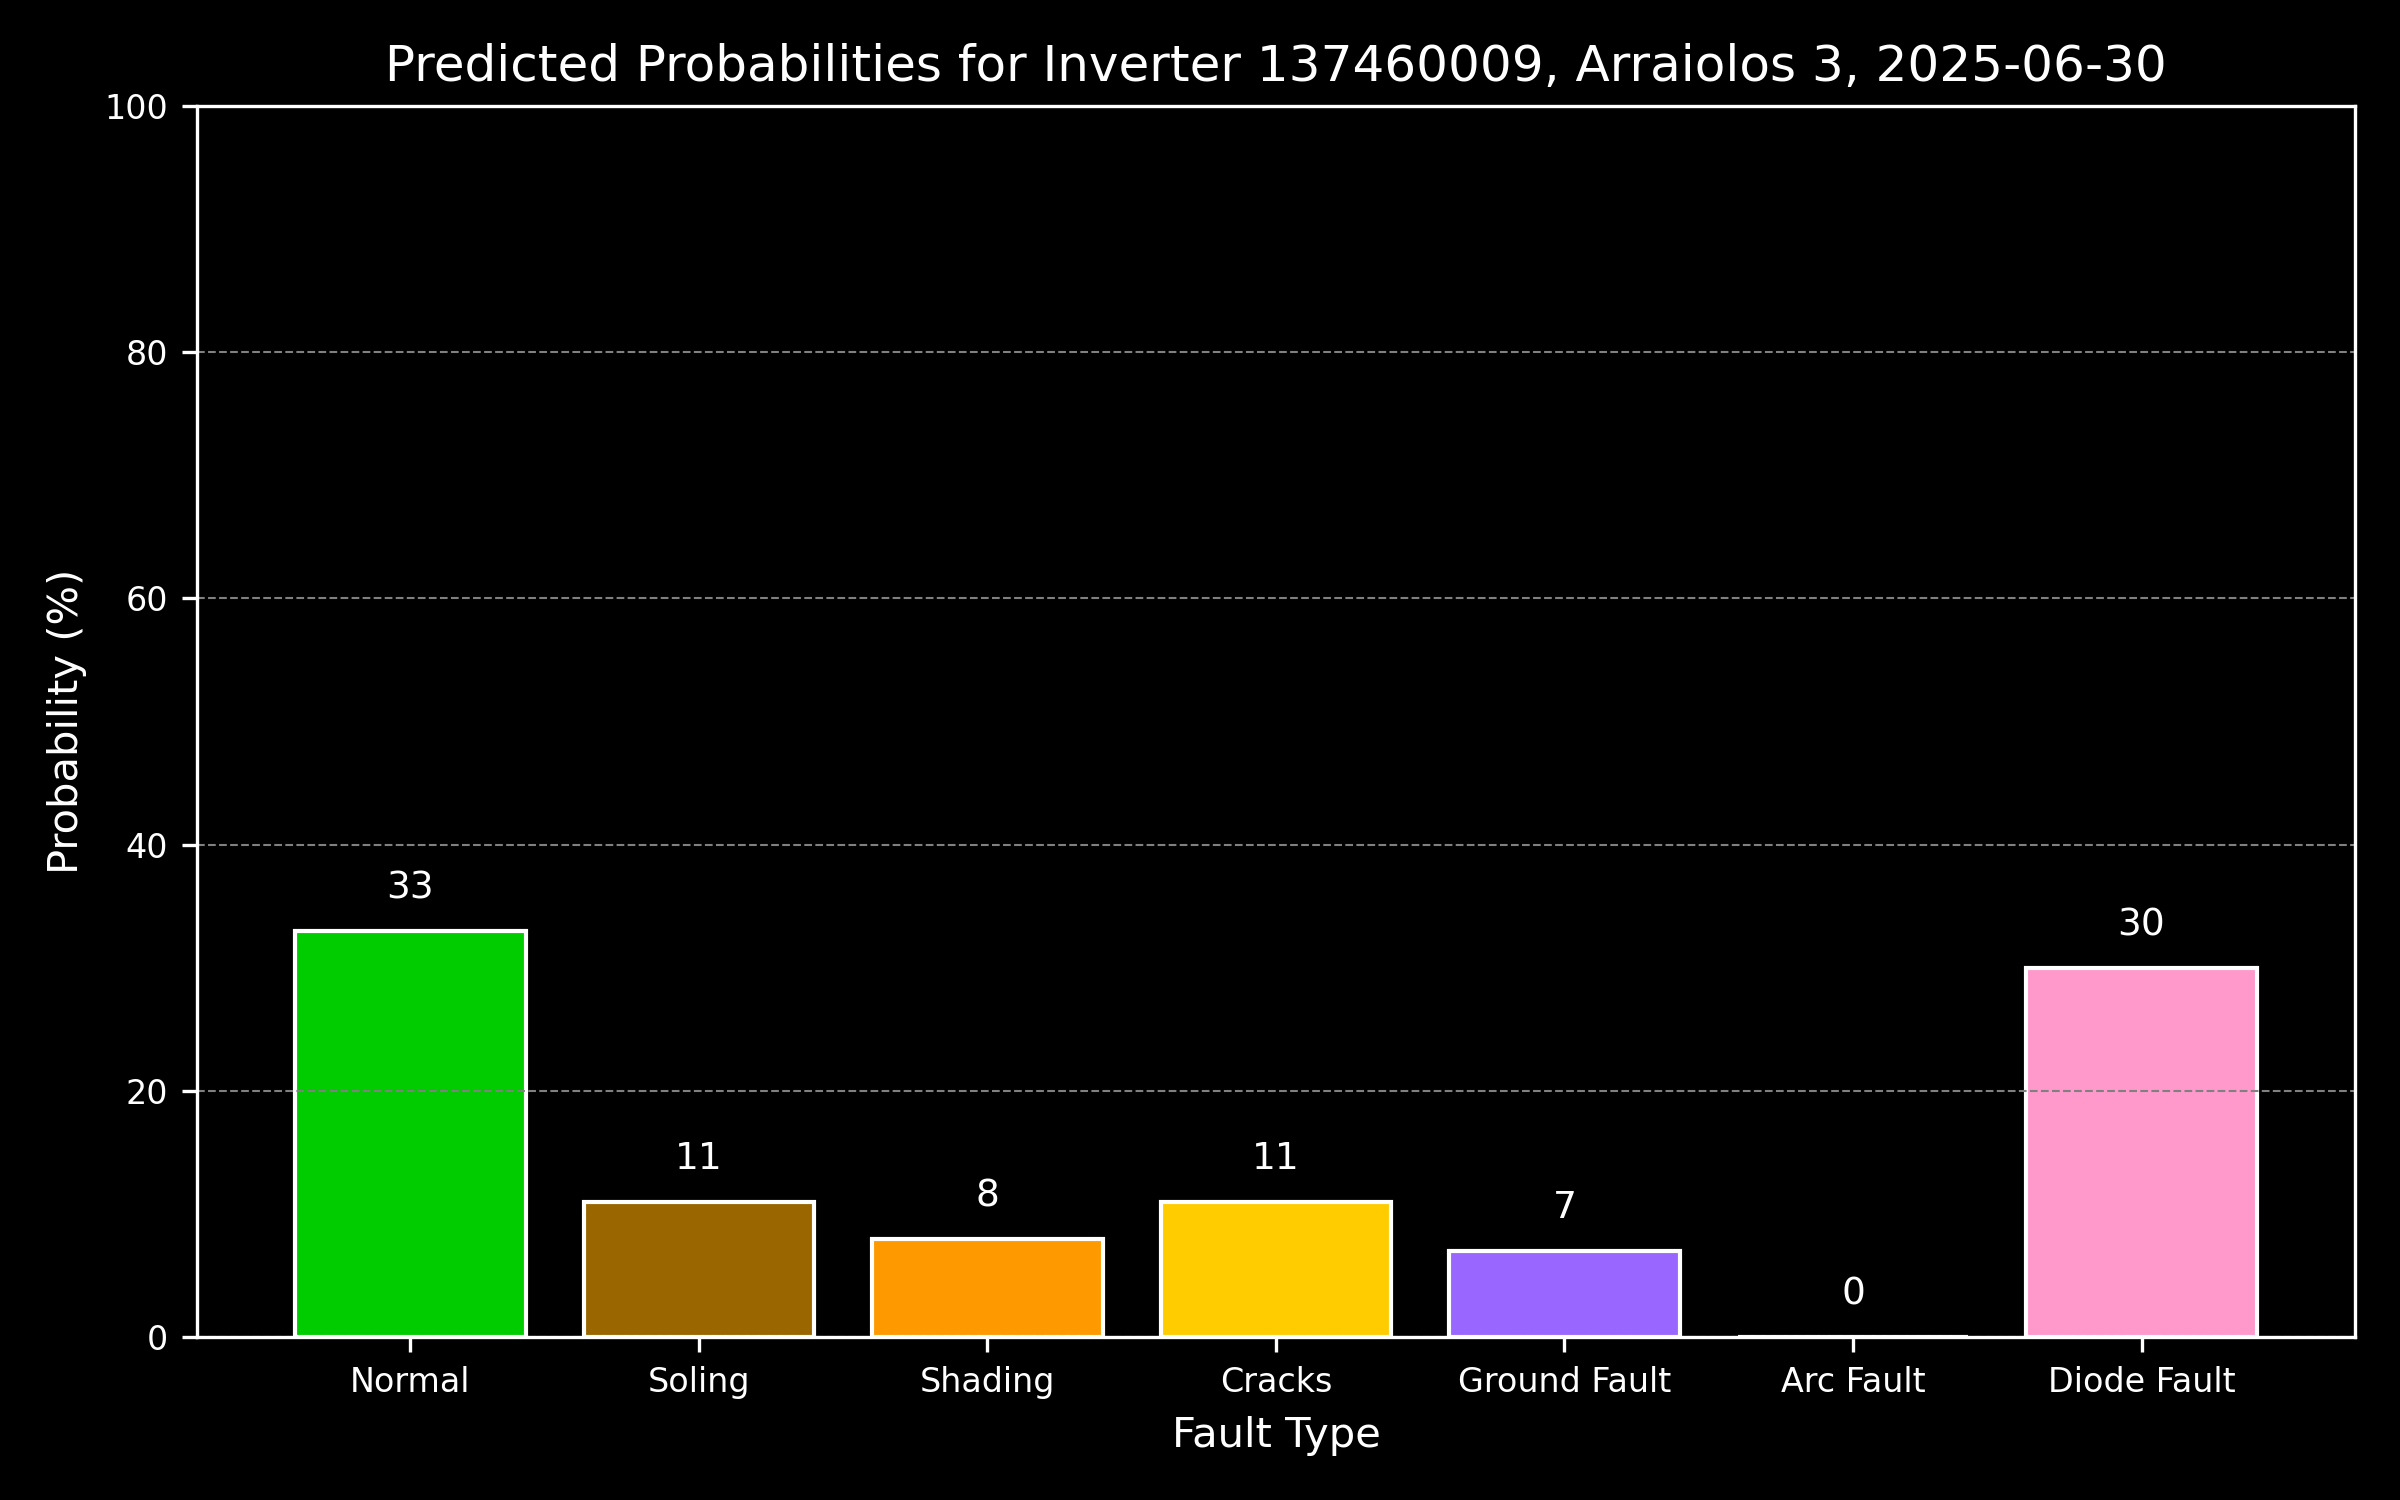 Predicted Probabilities for Inverter 137460009, Arraiolos 3, 2025-06-30
100
80
60
40
20
0
Probability (%)
33
11
8
11
7
0
30
Normal
Soling
Shading
Cracks
Ground Fault
Arc Fault
Diode Fault
Fault Type